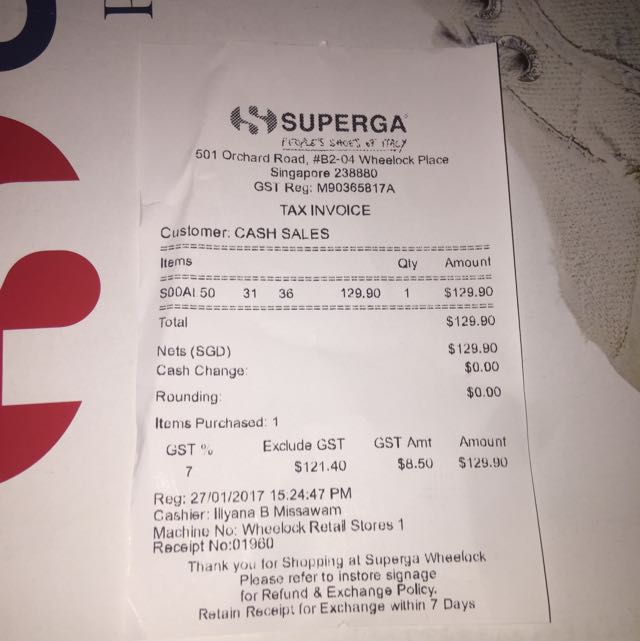 SUPERGA
PEOPLE'S SHOES OF ITALY
501 Orchard Road, #B2-04 Wheelock Place
Singapore 238880
GST Reg: M90365817A
TAX INVOICE
Customer: CASH SALES
Items Qty Amount
S00AL50 31 36 129.90 1 $129.90
Total $129.90
Nets (SGD) $129.90
Cash Change: $0.00
Rounding: $0.00
Items Purchased: 1
GST % Exclude GST GST Amt Amount
7 $121.40 $8.50 $129.90
Reg: 27/01/2017 15:24:47 PM
Cashier: Illyana B Missawam
Machine No: Wheelock Retail Stores 1
Receipt No:01960
Thank you for Shopping at Superga Wheelock
Please refer to instore signage
for Refund & Exchange Policy.
Retain Receipt for Exchange within 7 Days